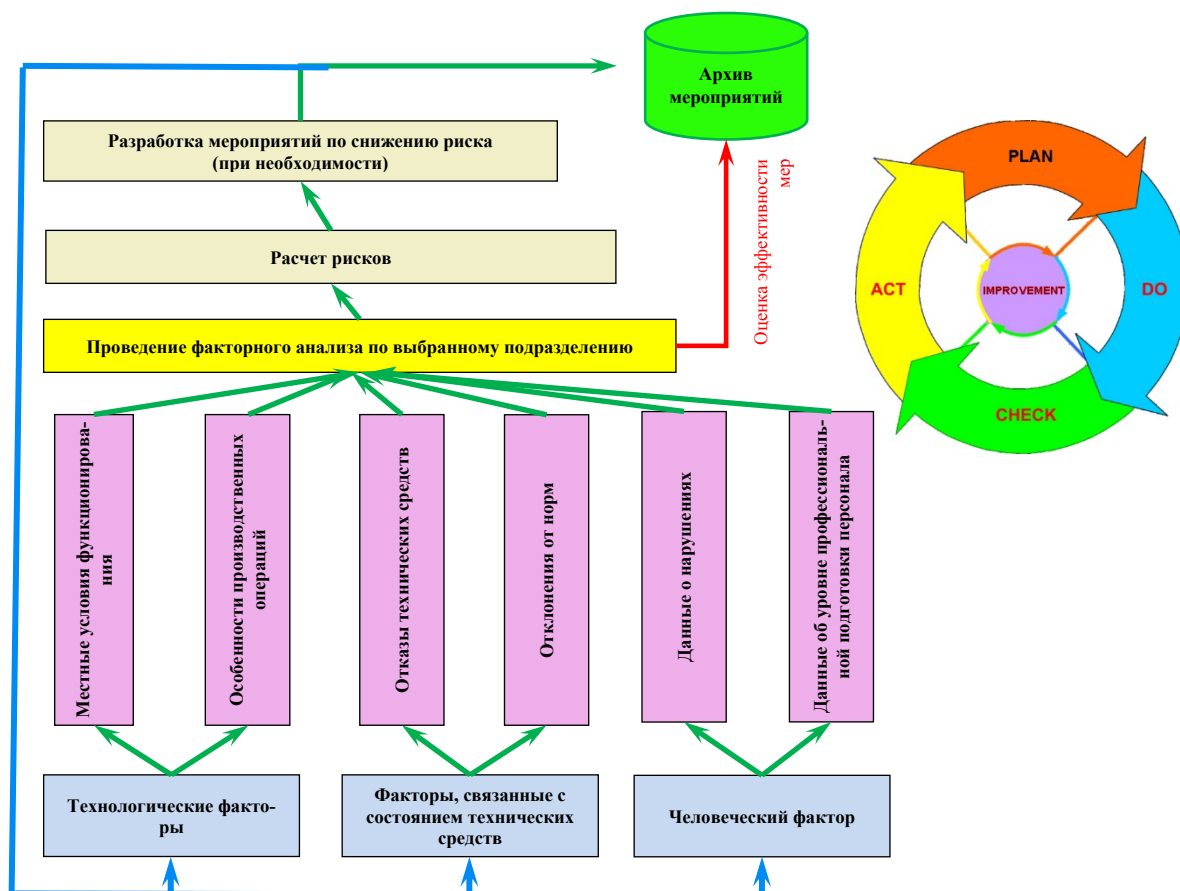 Архив
мероприятий
Разработка мероприятий по снижению риска
(при необходимости)
Оценка эффективности
мер
PLAN
Расчет рисков
ACT
IMPROVEMENT
DO
Проведение факторного анализа по выбранному подразделению
CHECK
Местные условия функционирова-
ния
Особенности производственных
операций
Отказы технических средств
Отклонения от норм
Данные о нарушениях
Данные об уровне профессиональ-
ной подготовки персонала
Технологические факто-
ры
Факторы, связанные с
состоянием технических
средств
Человеческий фактор